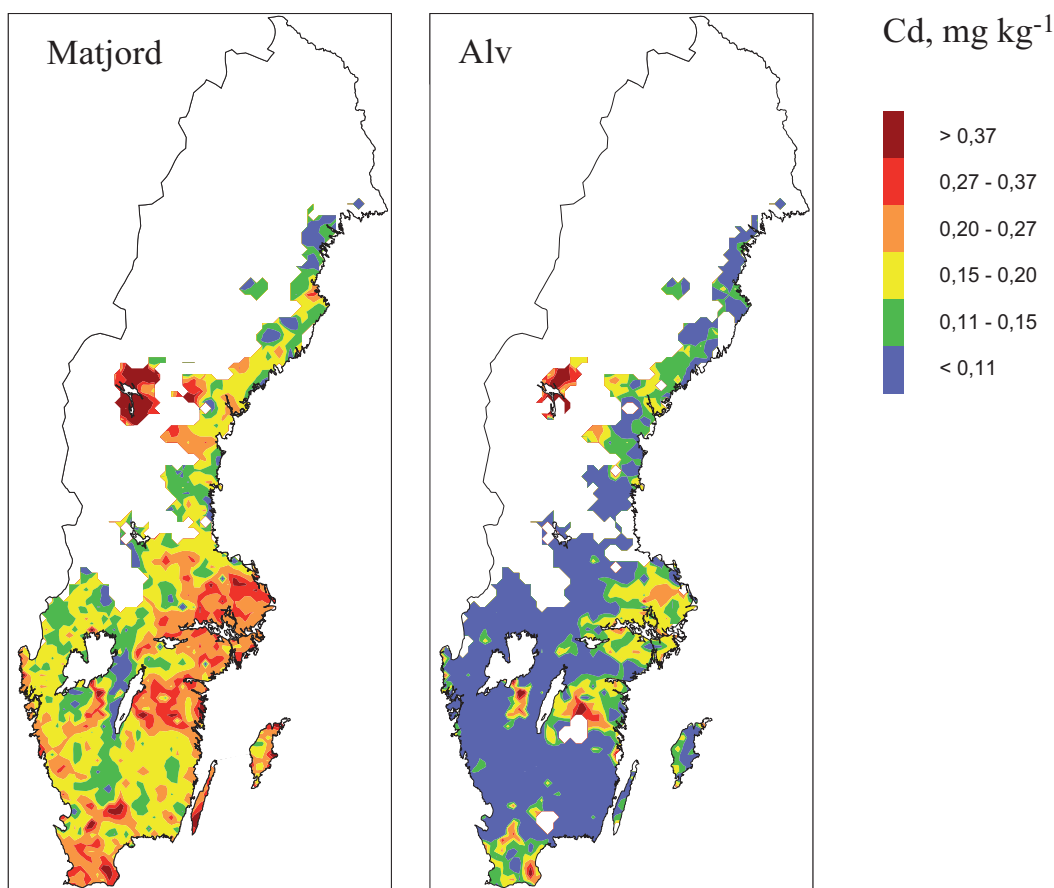 Matjord
Alv
Cd, mg kg-1
> 0,37
0,27 - 0,37
0,20 - 0,27
0,15 - 0,20
0,11 - 0,15
< 0,11